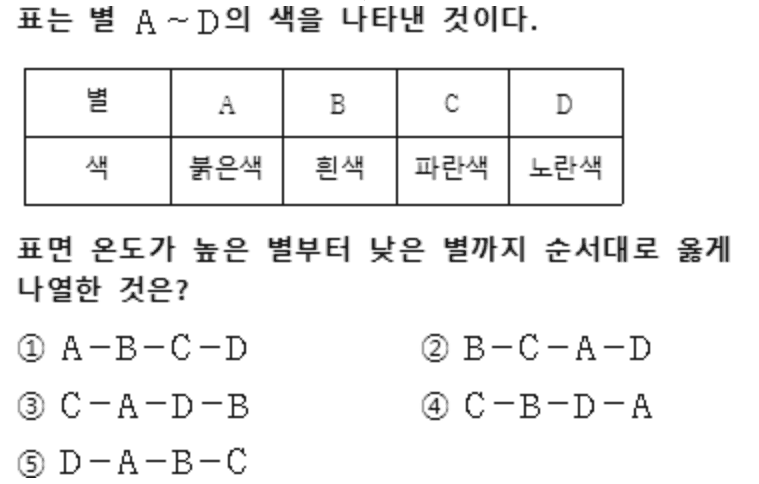 표는 별 A~D의 색을 나타낸 것이다.
별 A B C D
색 붉은색 흰색 파란색 노란색
표면 온도가 높은 별부터 낮은 별까지 순서대로 옳게
나열한 것은?
① A-B-C-D ② B-C-A-D
③ C-A-D-B ④ C-B-D-A
⑤ D-A-B-C